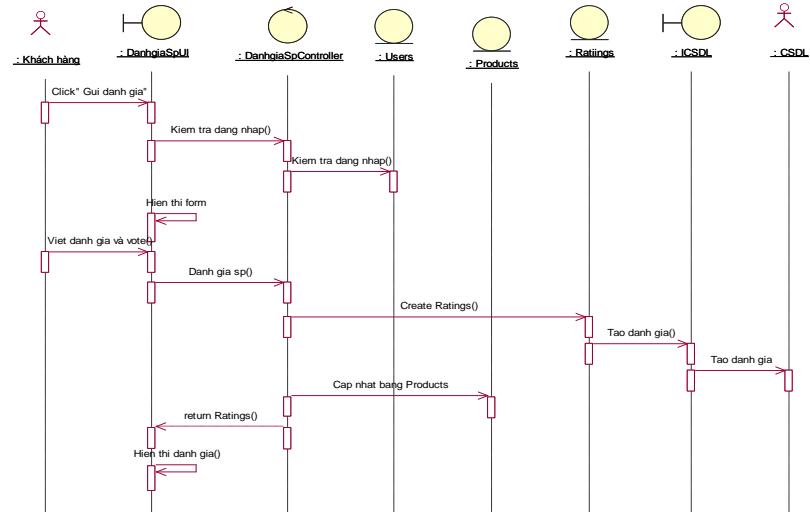 : Khách hàng
: DanhgiaSpUI
: DanhgiaSpController
: Users
: Products
: Ratiings
: ICSDL
: CSDL
Click" Gui danh gia"
Kiem tra dang nhap()
Kiem tra dang nhap()
Hien thi form
Viet danh gia và vote()
Danh gia sp()
Create Ratings()
Tao danh gia()
Tao danh gia
Cap nhat bang Products
return Ratings()
Hien thi danh gia()